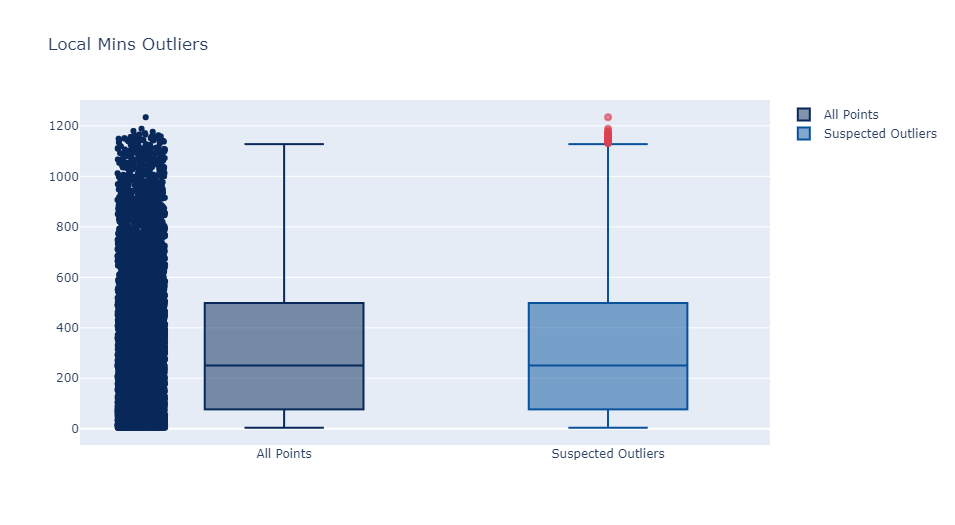 Local Mins Outliers
1200
1000
800
600
400
200
0
All Points
Suspected Outliers
All Points
Suspected Outliers